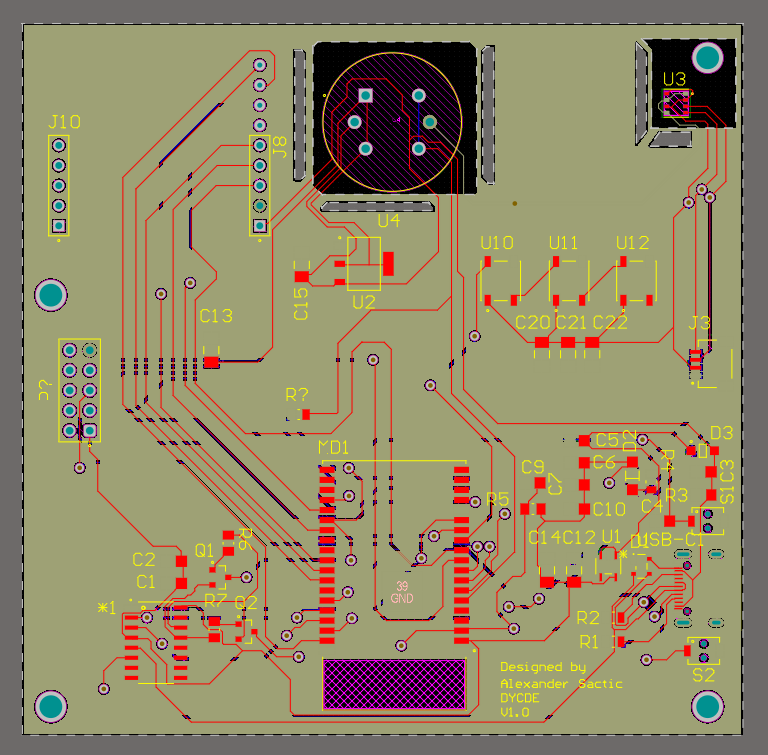 U3
J10
J8
U4
U10 U11 U12
U2
C15
C13
C20 C21 C22
J3
P?
R?
MD1
C5
D2
D3
C6
R4
C3
C9
C7
R5
C10
C4
R3
S1
R6
Q1
C14 C12
U1
D1
USB-C1
C2
C1
39
GND
*1
R7
Q2
R2
R1
S2
Designed by
Alexander Sactic
DYCDE
V1.0